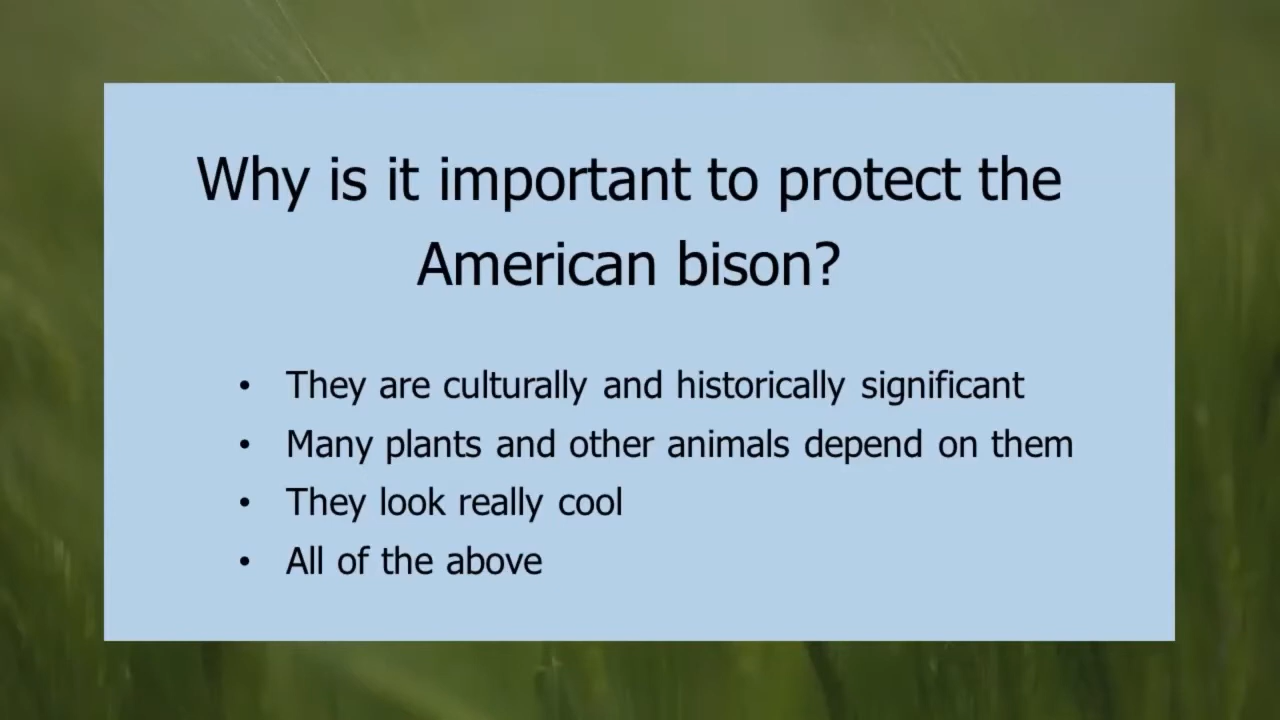 Why is it important to protect the
American bison?
• They are culturally and historically significant
• Many plants and other animals depend on them
• They look really cool
• All of the above